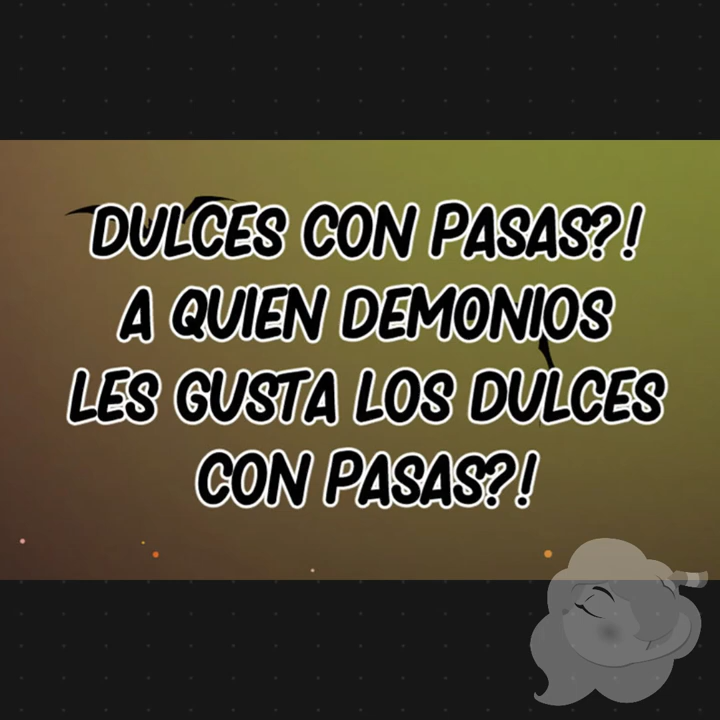 DULCES CON PASAS?!
A QUIEN DEMONIOS
LES GUSTA LOS DULCES
CON PASAS?!